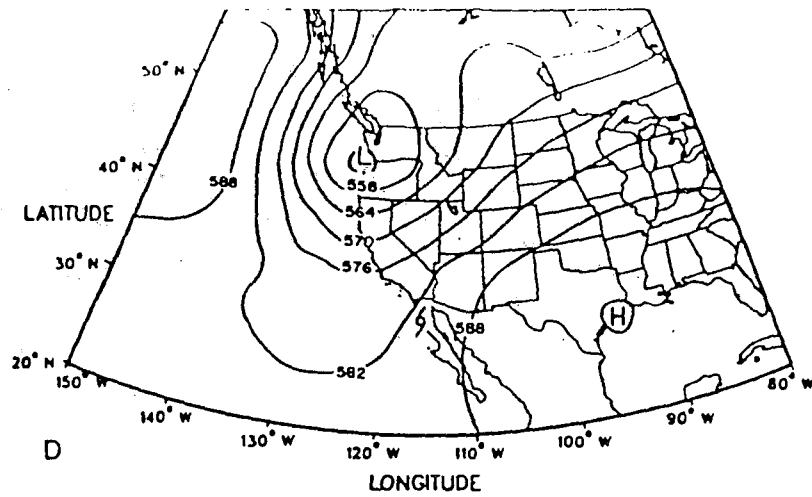 50° N
40° N
LATITUDE
30° N
20° N
150° W
140° W
130° W
120° W
110° W
100° W
90° W
80° W
LONGITUDE
588
L
558
564
570
576
582
588
H
D